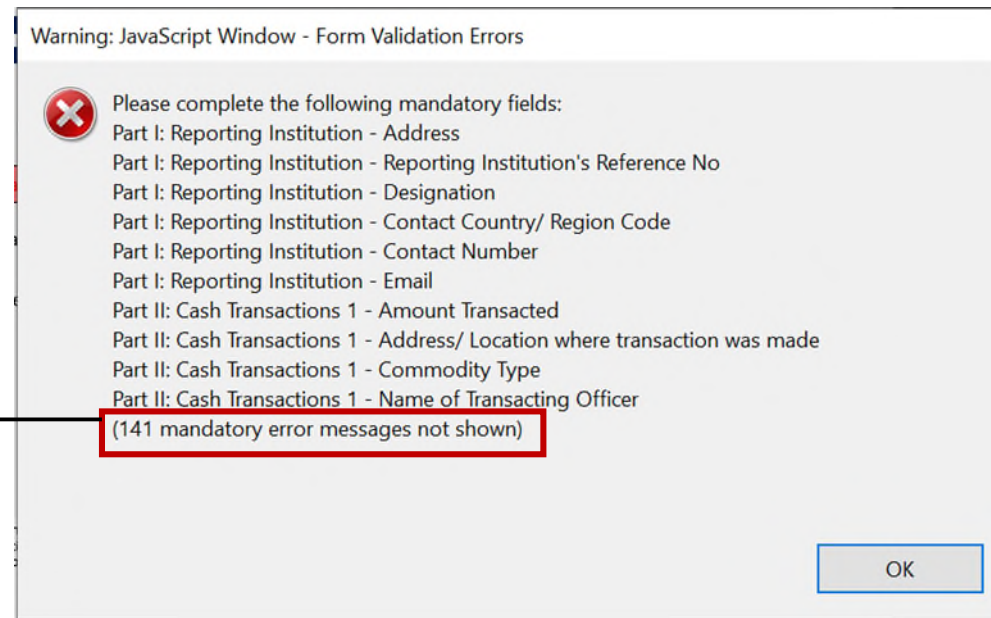 Warning: JavaScript Window - Form Validation Errors
Please complete the following mandatory fields:
Part I: Reporting Institution - Address
Part I: Reporting Institution - Reporting Institution's Reference No
Part I: Reporting Institution - Designation
Part I: Reporting Institution - Contact Country/ Region Code
Part I: Reporting Institution - Contact Number
Part I: Reporting Institution - Email
Part II: Cash Transactions 1 - Amount Transacted
Part II: Cash Transactions 1 - Address/ Location where transaction was made
Part II: Cash Transactions 1 - Commodity Type
Part II: Cash Transactions 1 - Name of Transacting Officer
(141 mandatory error messages not shown)
OK